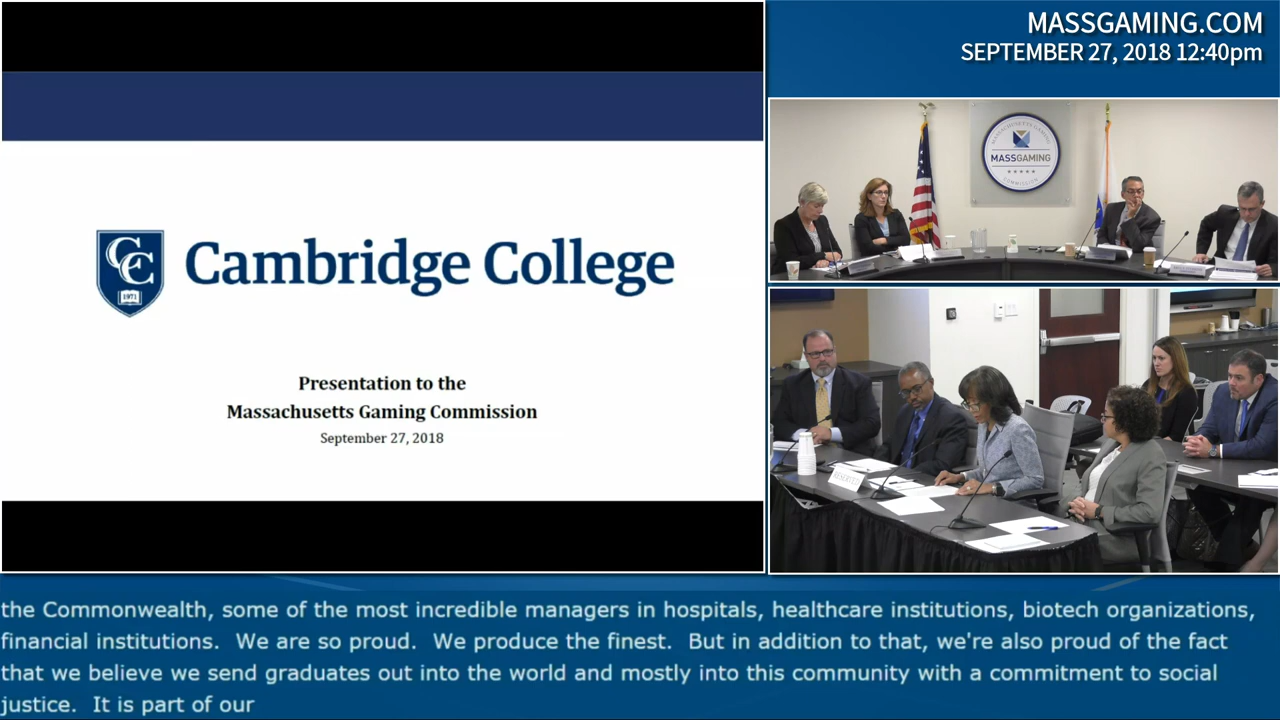 MASSGAMING.COM
SEPTEMBER 27, 2018 12:40pm
CC
1971
Cambridge College
Presentation to the
Massachusetts Gaming Commission
September 27, 2018
MASSACHUSETTS GAMING
MASSGAMING
COMMISSION
RESERVED
the Commonwealth, some of the most incredible managers in hospitals, healthcare institutions, biotech organizations,
financial institutions.  We are so proud.  We produce the finest.  But in addition to that, we're also proud of the fact
that we believe we send graduates out into the world and mostly into this community with a commitment to social
justice.  It is part of our